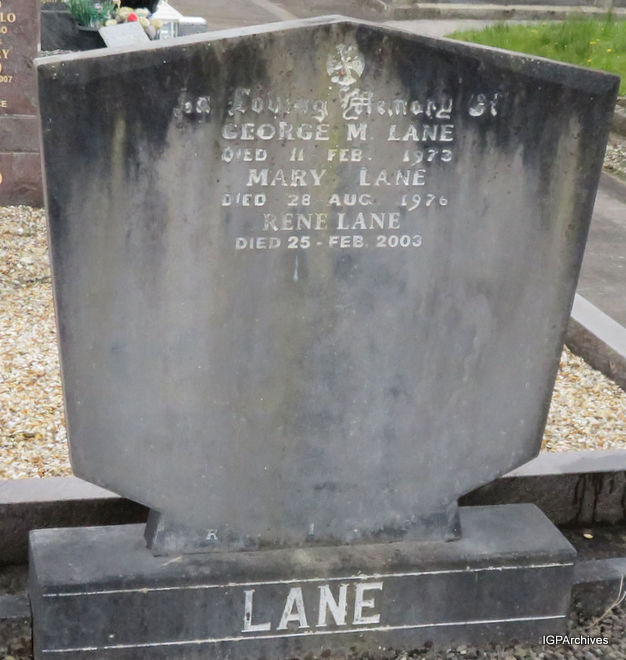 In Loving Memory Of
GEORGE M. LANE
DIED 11 FEB. 1973
MARY LANE
DIED 28 AUG. 1976
RENE LANE
DIED 25 - FEB. 2003
R I
LANE
IGPArchives